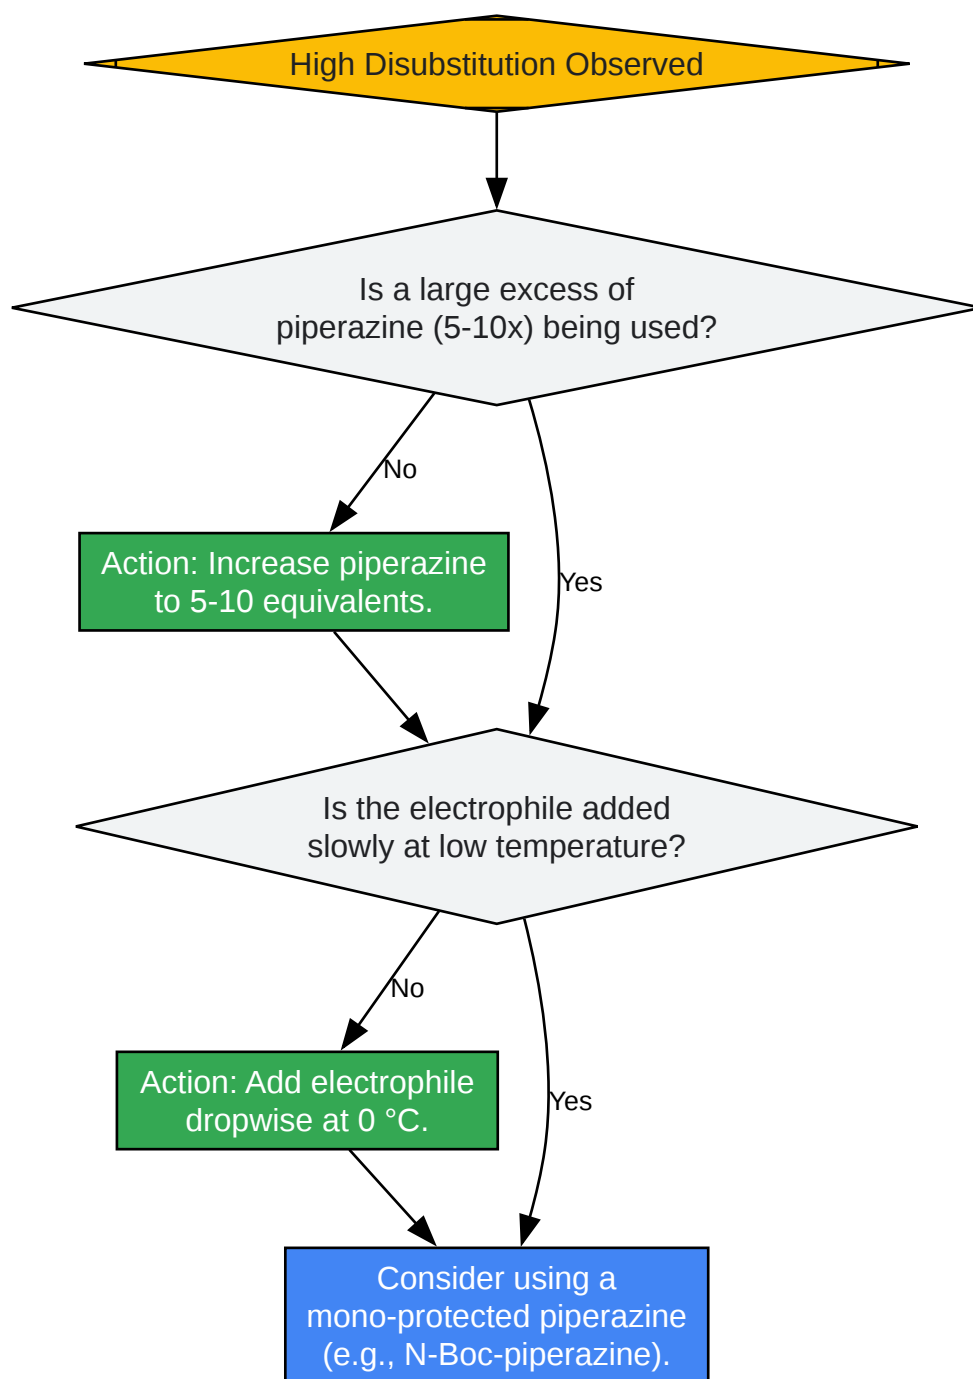 High Disubstitution Observed
Is a large excess of
piperazine (5-10x) being used?
No
Action: Increase piperazine
to 5-10 equivalents.
Yes
Is the electrophile added
slowly at low temperature?
No
Action: Add electrophile
dropwise at 0 °C.
Yes
Consider using a
mono-protected piperazine
(e.g., N-Boc-piperazine).